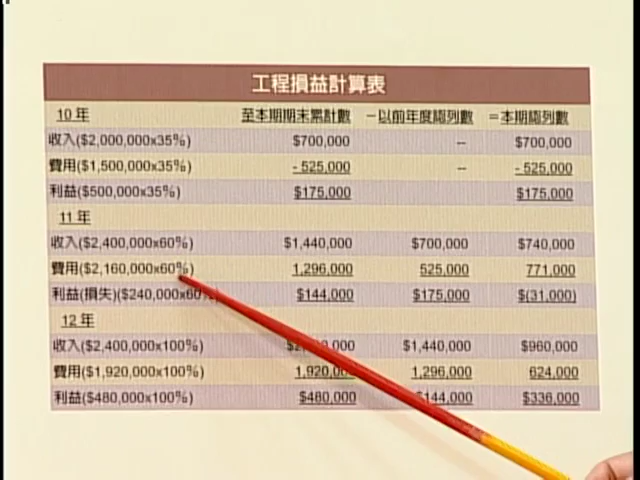 工程損益計算表
10年 至本期期末累計數 －以前年度認列數 ＝本期認列數
收入($2,000,000x35%) $700,000 -- $700,000
費用($1,500,000x35%) - 525,000 -- - 525,000
利益($500,000x35%) $175,000 $175,000
11年
收入($2,400,000x60%) $1,440,000 $700,000 $740,000
費用($2,160,000x60%) 1,296,000 525,000 771,000
利益(損失)($240,000x60% $144,000 $175,000 $(31,000)
12年
收入($2,400,000x100%) $1,440,000 $960,000
費用($1,920,000x100%) 1,920,000 1,296,000 624,000
利益($480,000x100%) $480,000 $144,000 $336,000